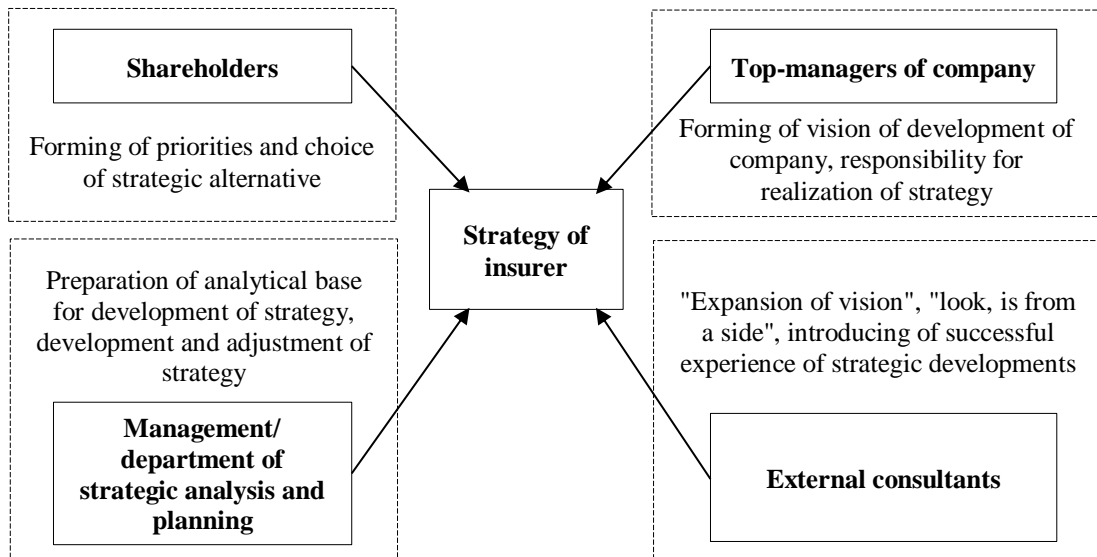 Shareholders
Forming of priorities and choice
of strategic alternative
Top-managers of company
Forming of vision of development of
company, responsibility for
realization of strategy
Strategy of
insurer
Preparation of analytical base
for development of strategy,
development and adjustment of
strategy
Management/
department of
strategic analysis and
planning
"Expansion of vision", "look, is from
a side", introducing of successful
experience of strategic developments
External consultants